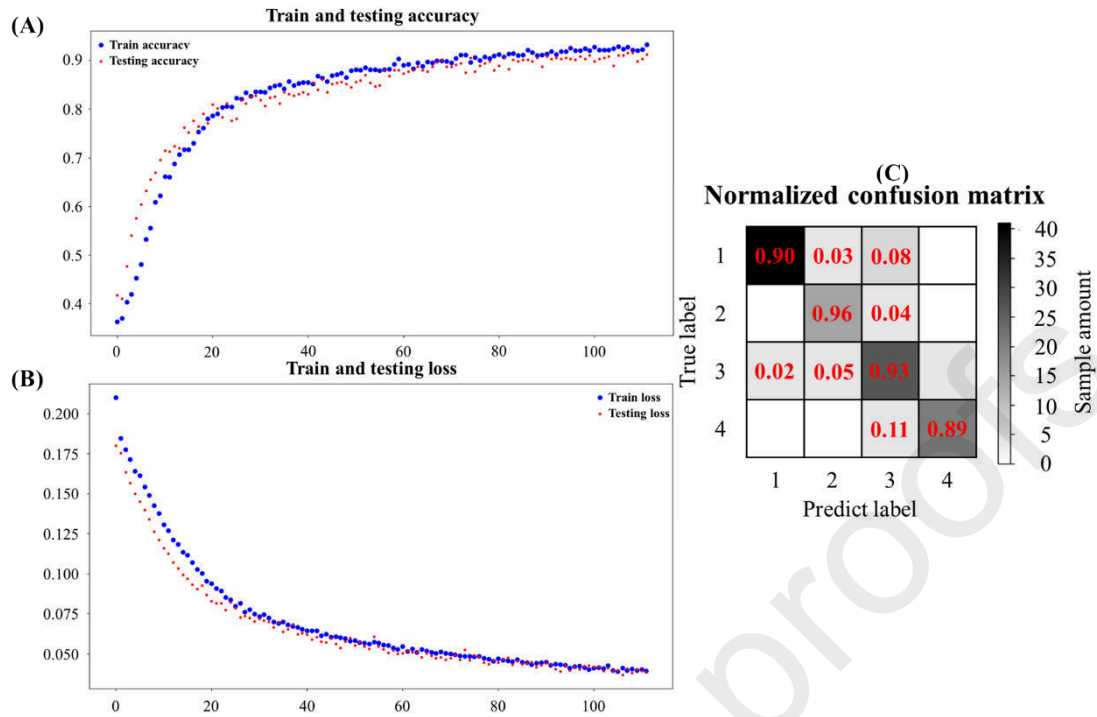 (A)
Train and testing accuracy
Train accuracy
Testing accuracy
0.9
0.8
0.7
0.6
0.5
0.4
0 20 40 60 80 100
(B)
Train and testing loss
Train loss
Testing loss
0.200
0.175
0.150
0.125
0.100
0.075
0.050
0 20 40 60 80 100
(C)
Normalized confusion matrix
True label
1 0.90 0.03 0.08
2 0.96 0.04
3 0.02 0.05 0.93
4 0.11 0.89
1 2 3 4
Predict label
40
35
30
25
20
15
10
5
0
Sample amount
proofs